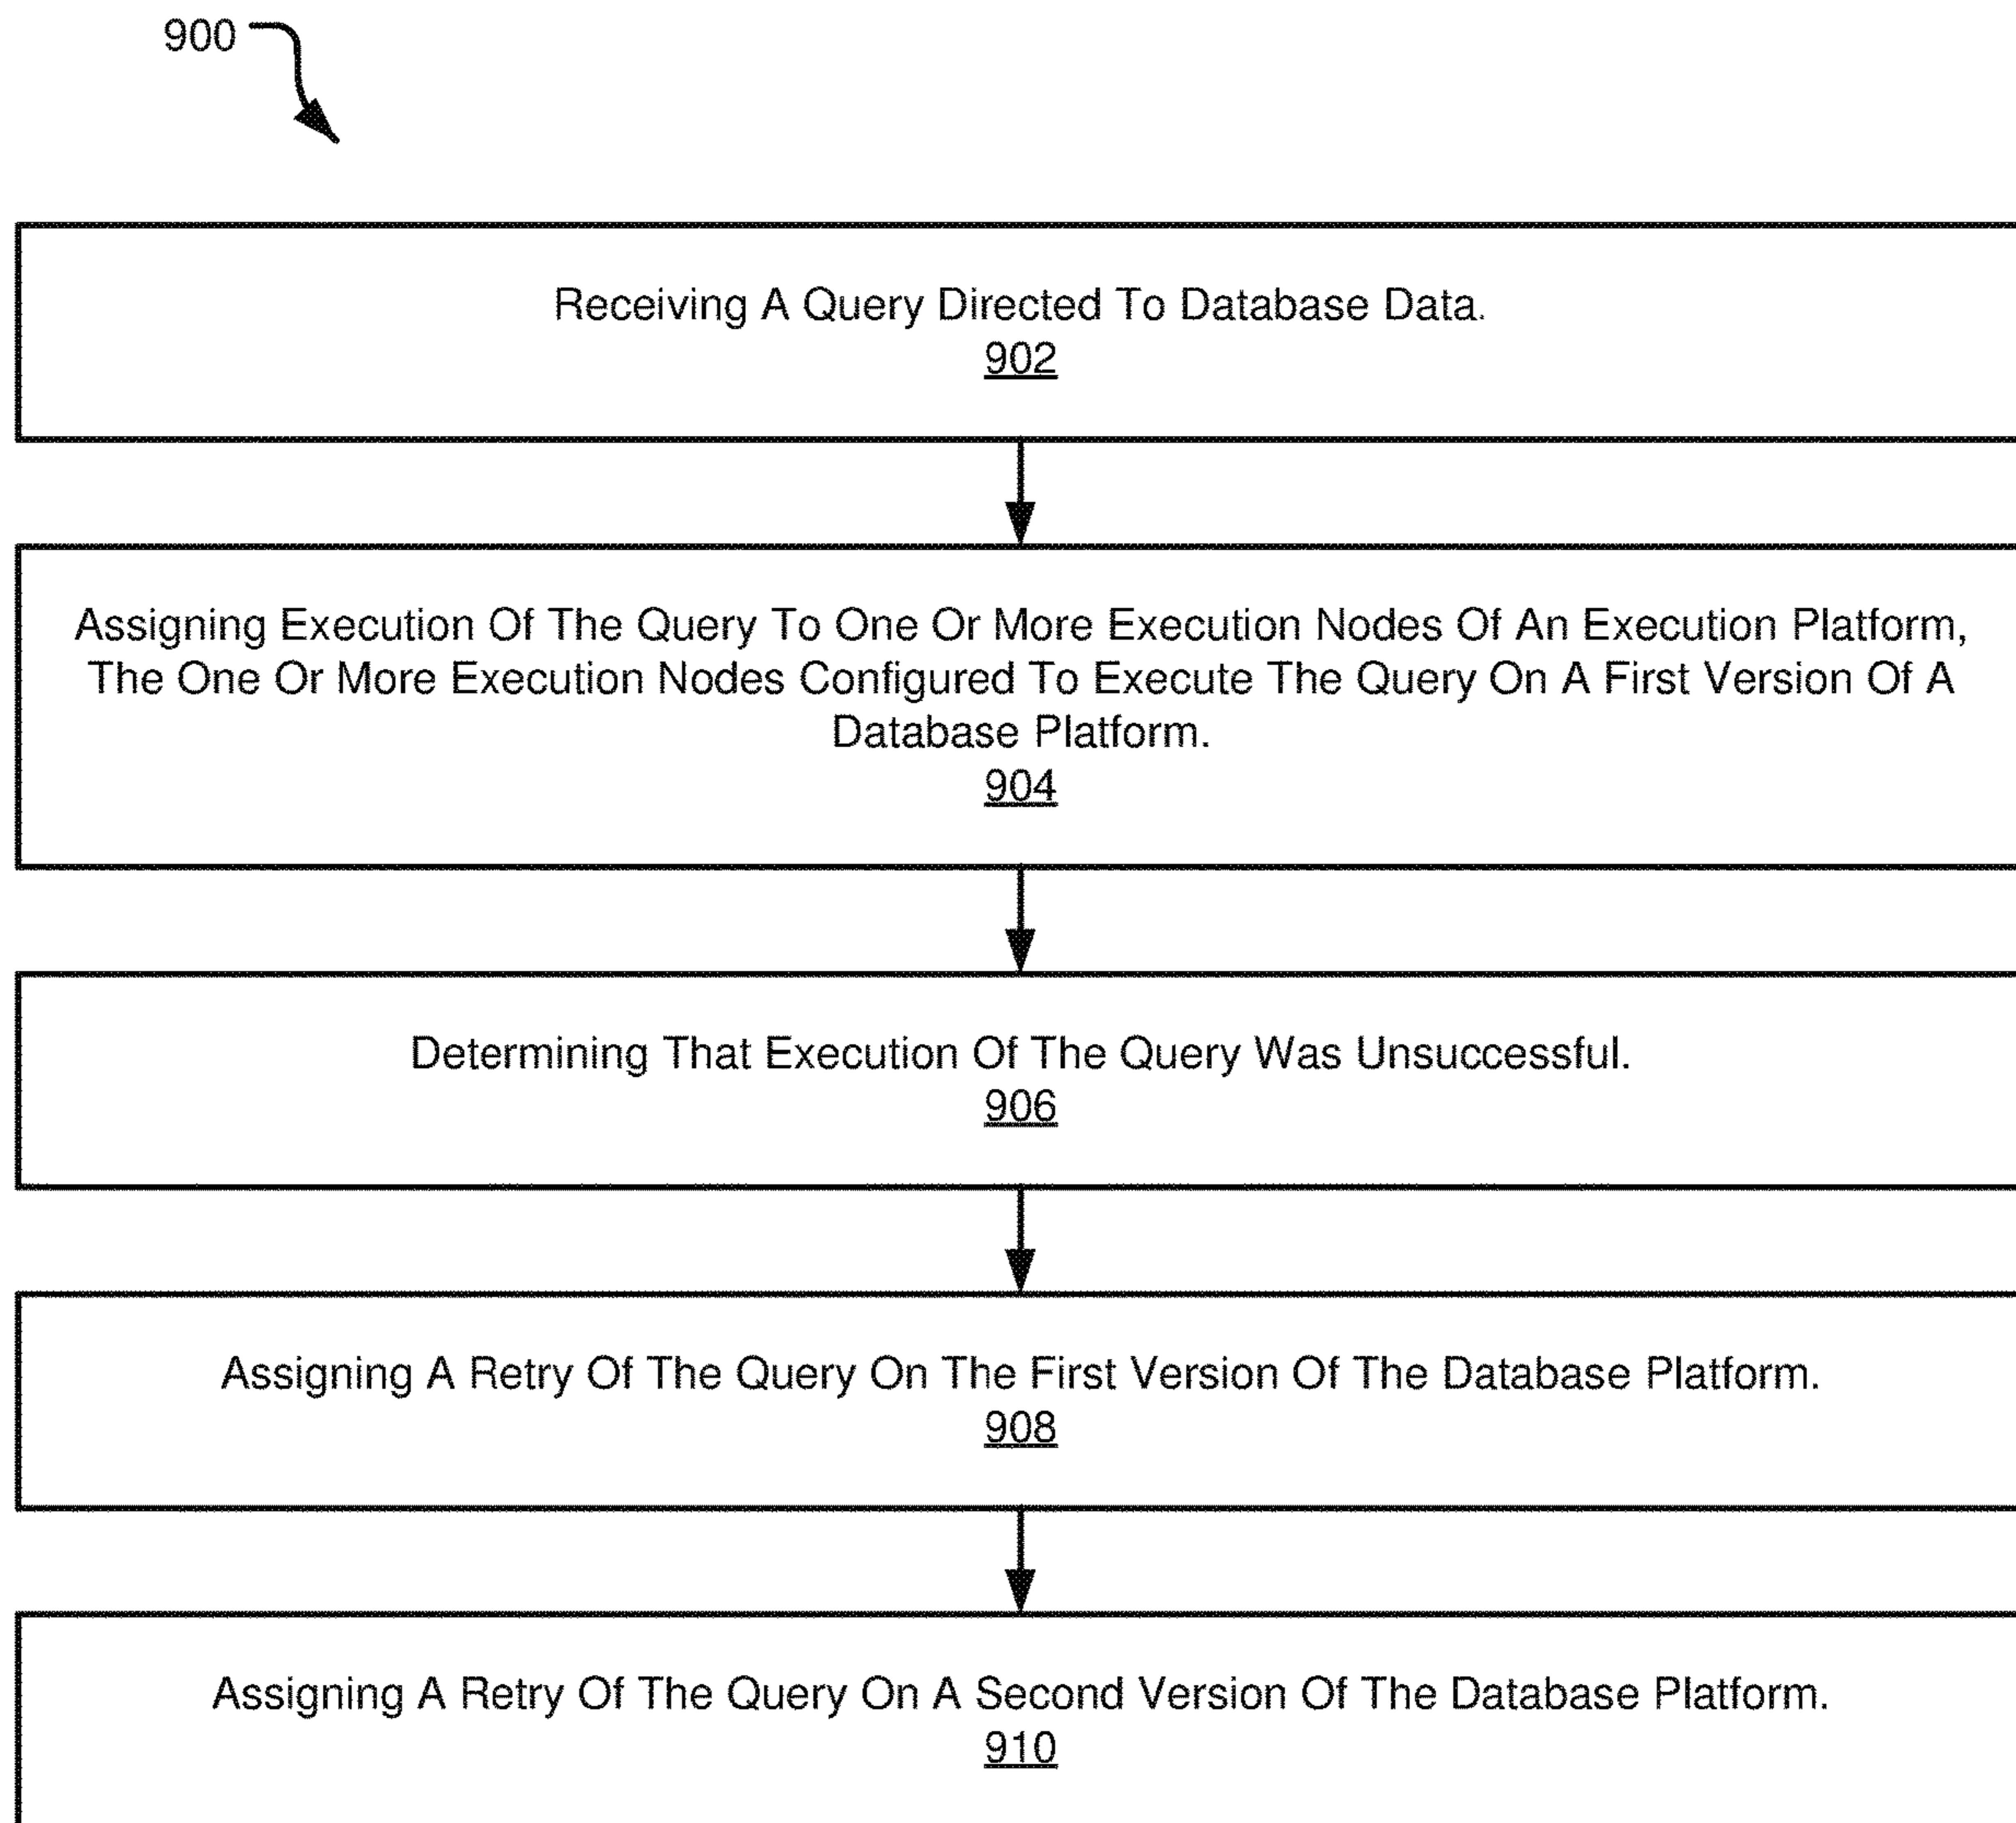 900
Receiving A Query Directed To Database Data.
902
Assigning Execution Of The Query To One Or More Execution Nodes Of An Execution Platform,
The One Or More Execution Nodes Configured To Execute The Query On A First Version Of A
Database Platform.
904
Determining That Execution Of The Query Was Unsuccessful.
906
Assigning A Retry Of The Query On The First Version Of The Database Platform.
908
Assigning A Retry Of The Query On A Second Version Of The Database Platform.
910